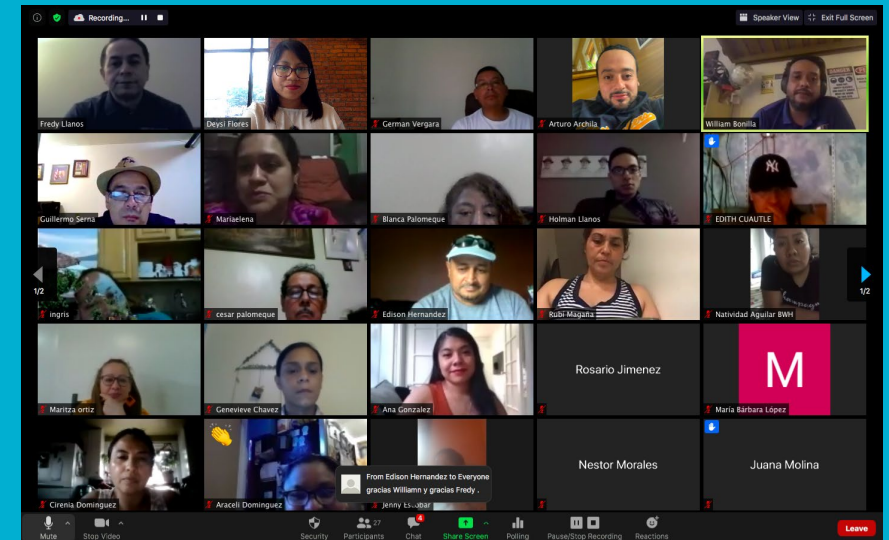 Recording...
Speaker View
Exit Full Screen
Fredy Llanos
Deysi Flores
German Vergara
Arturo Archila
William Bonilla
DANGER
Guillermo Serna
Mariaelena
Blanca Palomeque
Holman Llanos
EDITH CUAUTLE
1/2
ingris
cesar palomeque
Edison Hernandez
Rubi Magana
Natividad Aguilar BWH
1/2
Maritza ortiz
Genevieve Chavez
Ana Gonzalez
Rosario Jimenez
M
María Bárbara López
Cirenia Dominguez
Araceli Dominguez
Jenny Escobar
Nestor Morales
Juana Molina
From Edison Hernandez to Everyone
gracias Williamn y gracias Fredy .
Mute
Stop Video
Security
27
Participants
4
Chat
Share Screen
Polling
Pause/Stop Recording
Reactions
Leave